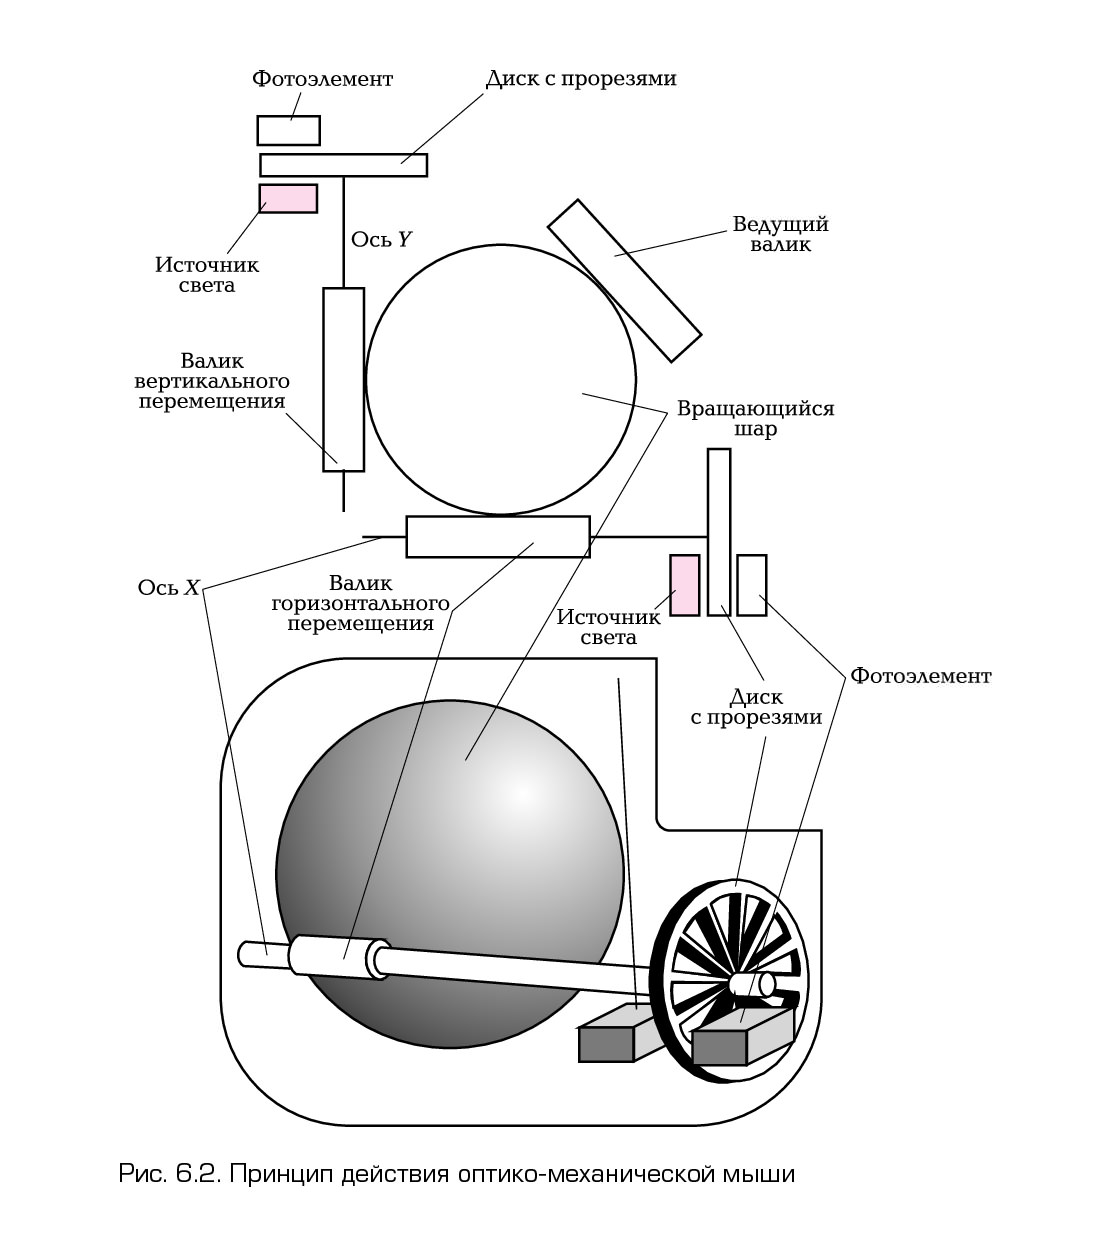 Фотоэлемент
Диск с прорезями
Ведущий
валик
Ось Y
Источник
света
Валик
вертикального
перемещения
Вращающийся
шар
Ось X
Валик
горизонтального
перемещения
Источник
света
Фотоэлемент
Диск
с прорезями
Рис. 6.2. Принцип действия оптико-механической мыши